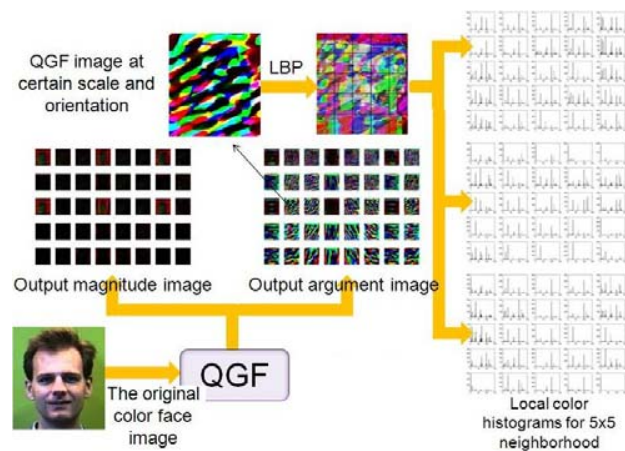 QGF image at
certain scale and
orientation
LBP
Output magnitude image
Output argument image
QGF
The original
color face
image
Local color
histograms for 5x5
neighborhood